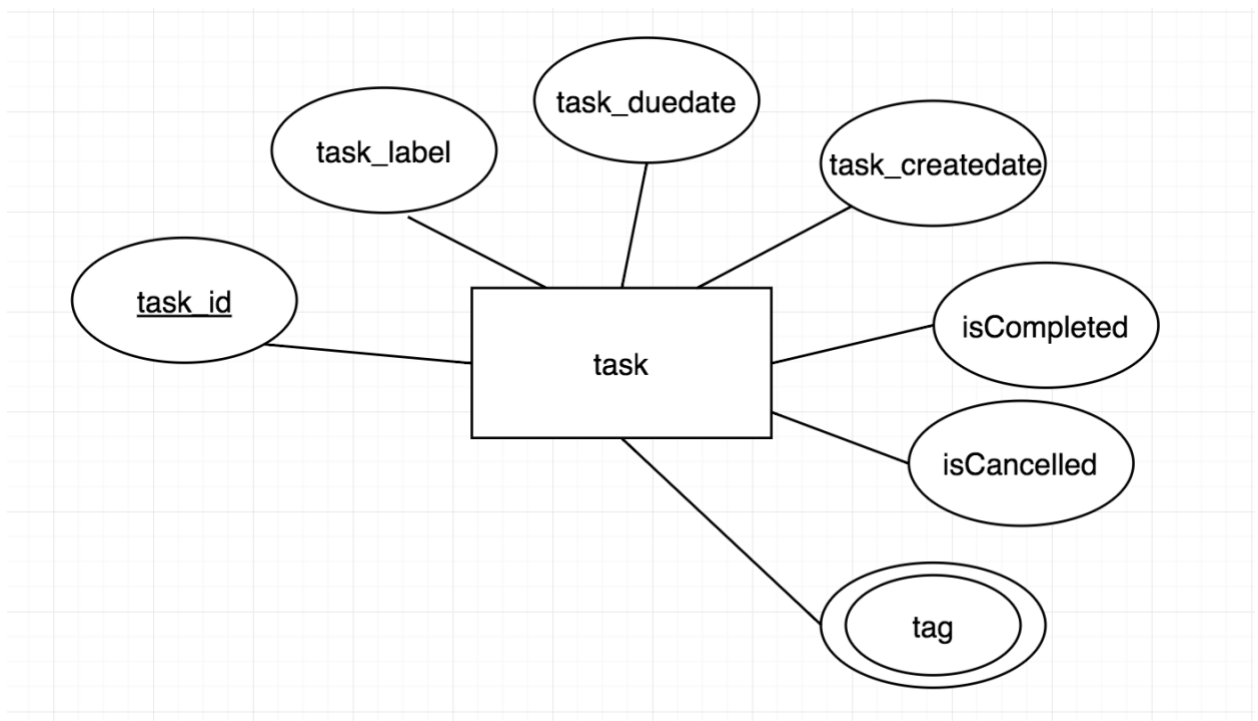 task_duedate
task_label
task_createdate
task_id
isCompleted
task
isCancelled
tag